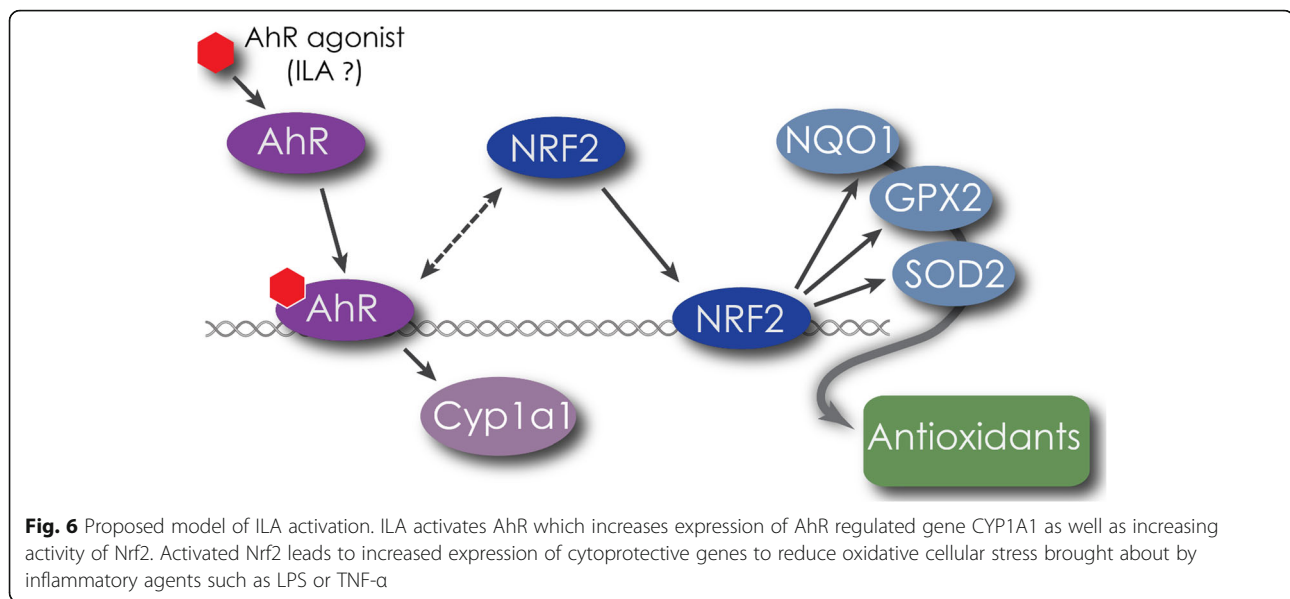 AhR agonist
(ILA ?)
AhR
NRF2
NQO1
GPX2
SOD2
AhR
NRF2
Cyp1a1
Antioxidants
Fig. 6 Proposed model of ILA activation. ILA activates AhR which increases expression of AhR regulated gene CYP1A1 as well as increasing
activity of Nrf2. Activated Nrf2 leads to increased expression of cytoprotective genes to reduce oxidative cellular stress brought about by
inflammatory agents such as LPS or TNF-α